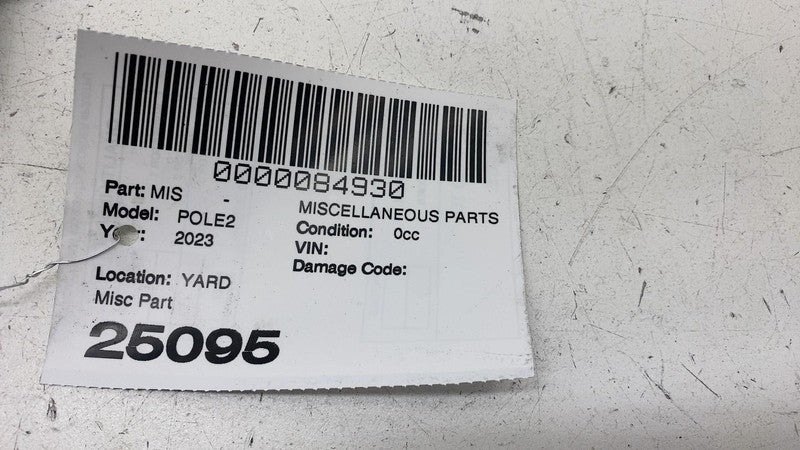 0000084930
Part: MIS -
MISCELLANEOUS PARTS
Model: POLE2
Condition: 0cc
2023
VIN:
Damage Code:
Location: YARD
Misc Part
25095